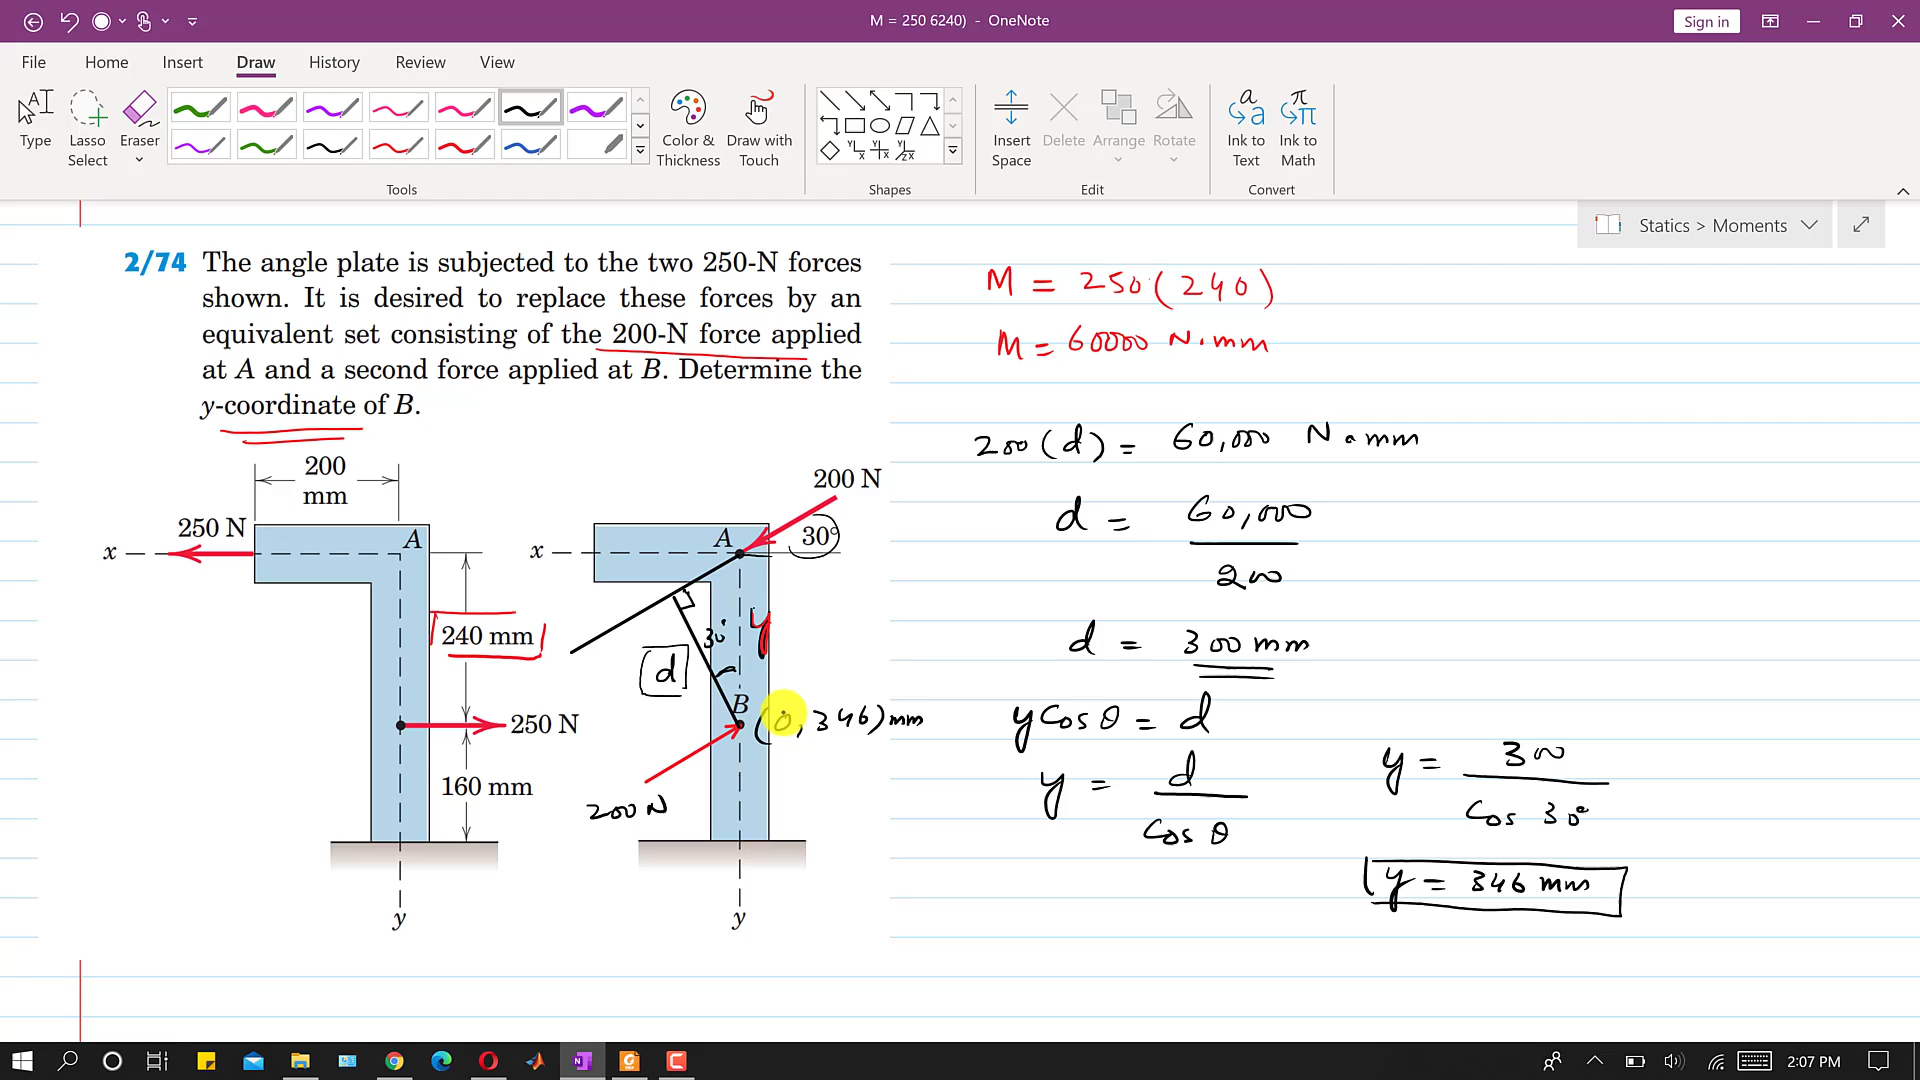 M = 250 6240) - OneNote
Sign in
File Home Insert Draw History Review View
Type
Lasso Select
Eraser
Color & Thickness
Draw with Touch
Insert Space
Delete
Arrange
Rotate
Ink to Text
Ink to Math
Tools
Shapes
Edit
Convert
Statics > Moments
2/74 The angle plate is subjected to the two 250-N forces
shown. It is desired to replace these forces by an
equivalent set consisting of the 200-N force applied
at A and a second force applied at B. Determine the
y-coordinate of B.
200
mm
250 N
A
x
240 mm
250 N
160 mm
y
200 N
30°
A
x
y
30°
d
B
(0, 346) mm
200 N
y
M = 250 (240)
M = 60000 N.mm
200 (d) = 60,000 N.mm
d = 60,000
200
d = 300 mm
y cos θ = d
y = d
cos θ
y = 300
cos 30°
y = 346 mm
2:07 PM